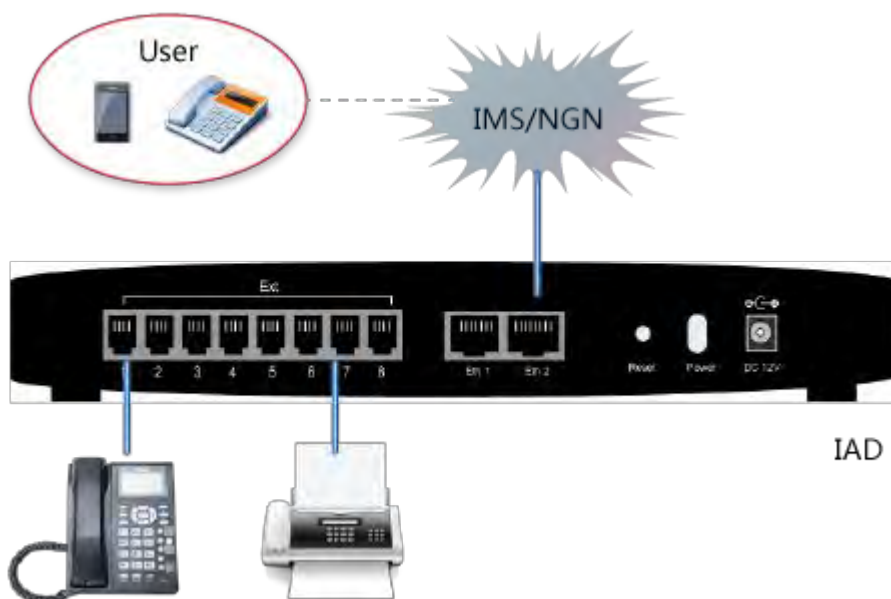 User
IMS/NGN
Ext
1 2 3 4 5 6 7 8
Eth 1 Eth 2
Reset Power DC 12V
IAD